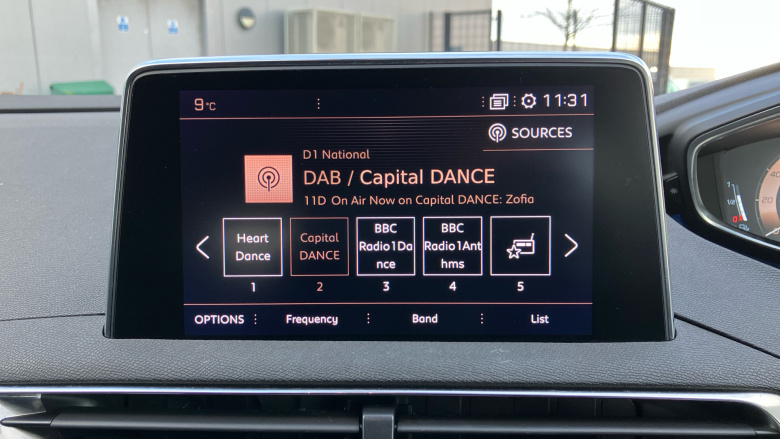 9°C
11:31
SOURCES
D1 National
DAB / Capital DANCE
11D On Air Now on Capital DANCE: Zofia
Heart
Dance
Capital
DANCE
BBC
Radio1Da
nce
BBC
Radio1Ant
hms
1 2 3 4 5
OPTIONS Frequency Band List